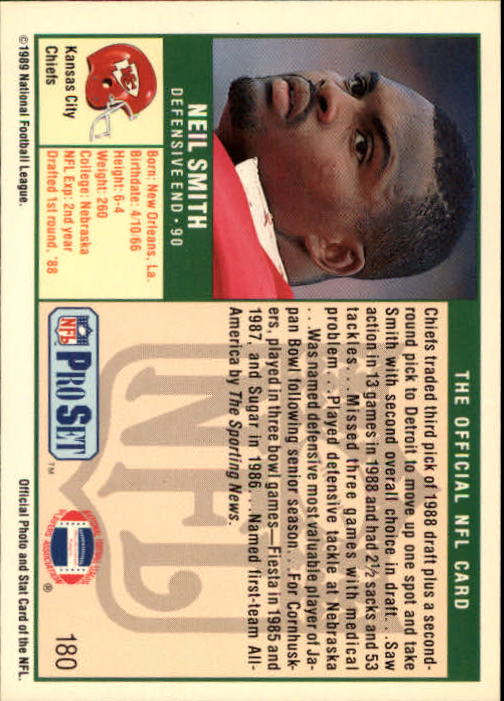 THE OFFICIAL NFL CARD
Chiefs traded third pick of 1988 draft plus a second-
round pick to Detroit to move up one spot and take
Smith with second overall choice in draft. . .Saw
action in 13 games in 1988 and had 2½ sacks and 53
tackles. . .Missed three games with medical
problem. . .Played defensive tackle at Nebraska
. . .Was named defensive most valuable player of Ja-
pan Bowl following senior season. . .For Cornhusk-
ers, played in three bowl games—Fiesta in 1985 and
1987, and Sugar in 1986. . .Named first-team All-
America by The Sporting News.
NEIL SMITH
DEFENSIVE END • 90
Kansas City
Chiefs
Born: New Orleans, La.
Birthdate: 4/10/66
Height: 6-4
Weight: 260
College: Nebraska
NFL Exp: 2nd year
Drafted 1st round, '88
NFL
NFL
PRO SET
™
®
180
© 1989 National Football League.
Official Photo and Stat Card of the NFL.